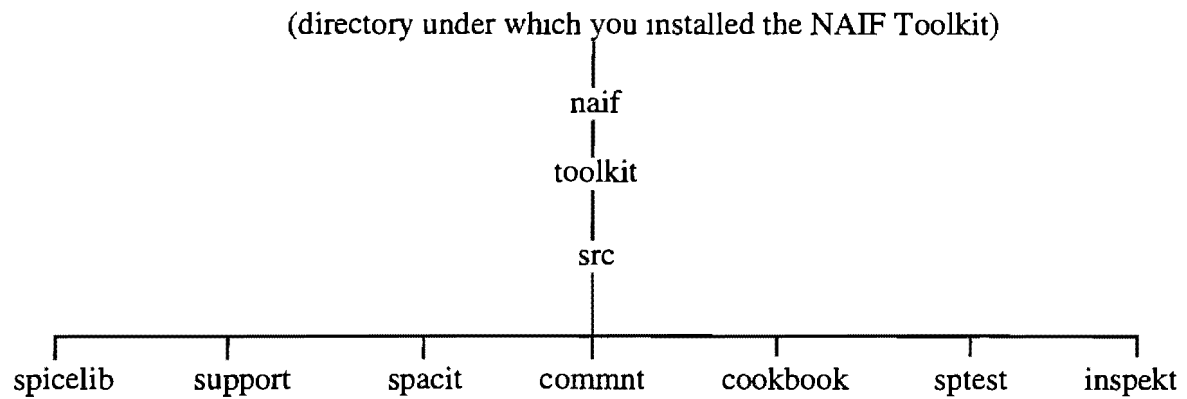 (directory under which you installed the NAIF Toolkit)
naif
toolkit
src
spicelib support spacit commnt cookbook sptest inspekt